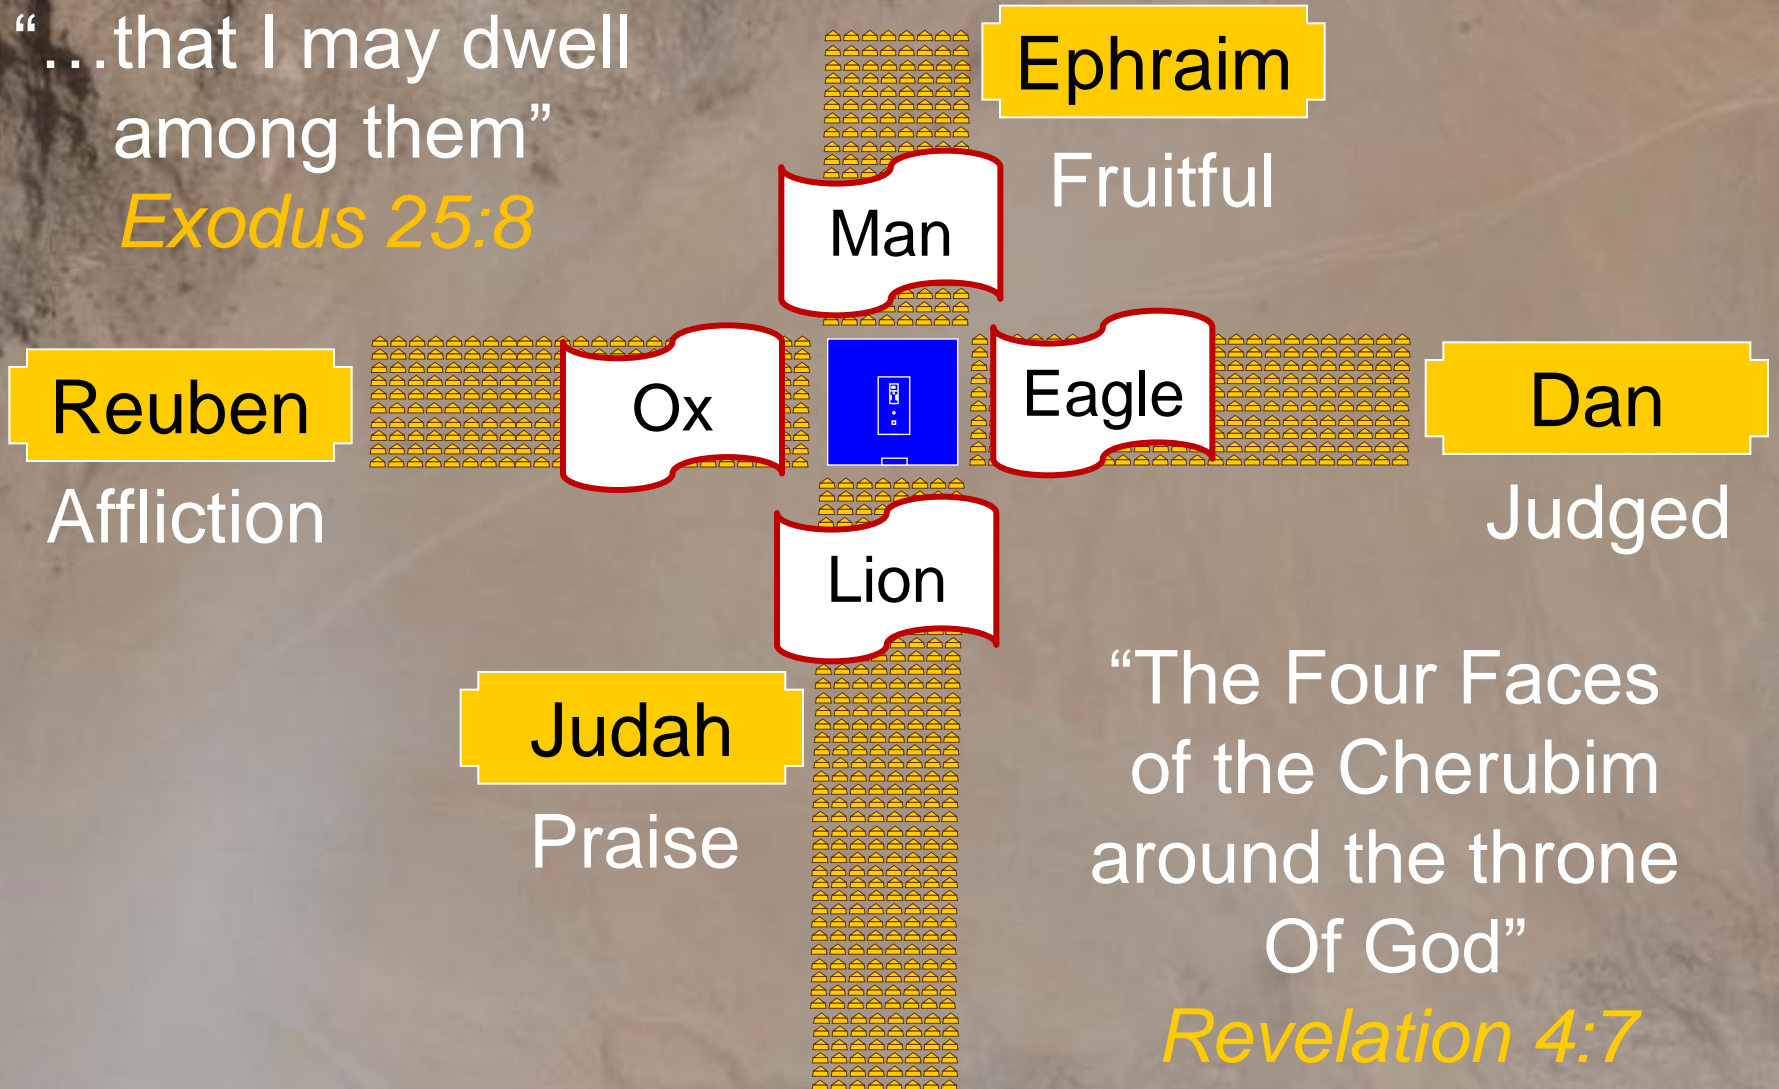 “…that I may dwell
among them”
Exodus 25:8
Ephraim
Fruitful
Man
Reuben
Affliction
Ox
Eagle
Dan
Judged
Lion
Judah
Praise
“The Four Faces
of the Cherubim
around the throne
Of God”
Revelation 4:7